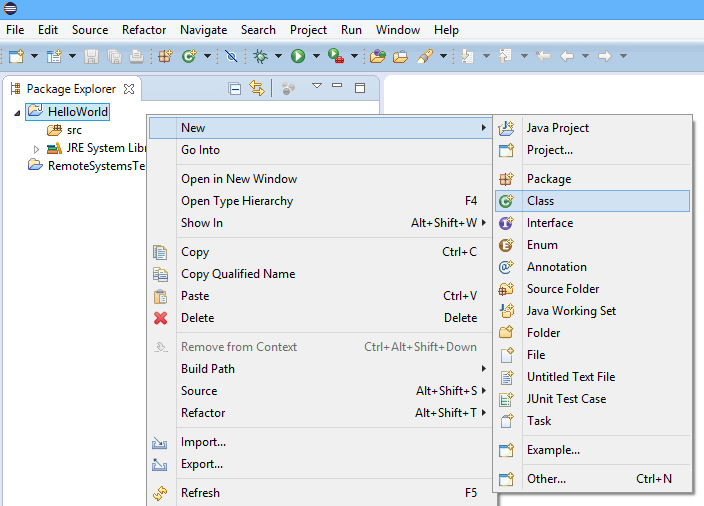 File Edit Source Refactor Navigate Search Project Run Window Help
Package Explorer
HelloWorld
src
JRE System Libr
RemoteSystemsTe
New
Go Into
Open in New Window
Open Type Hierarchy F4
Show In Alt+Shift+W
Copy Ctrl+C
Copy Qualified Name
Paste Ctrl+V
Delete Delete
Remove from Context Ctrl+Alt+Shift+Down
Build Path
Source Alt+Shift+S
Refactor Alt+Shift+T
Import...
Export...
Refresh F5
Java Project
Project...
Package
Class
Interface
Enum
Annotation
Source Folder
Java Working Set
Folder
File
Untitled Text File
JUnit Test Case
Task
Example...
Other... Ctrl+N